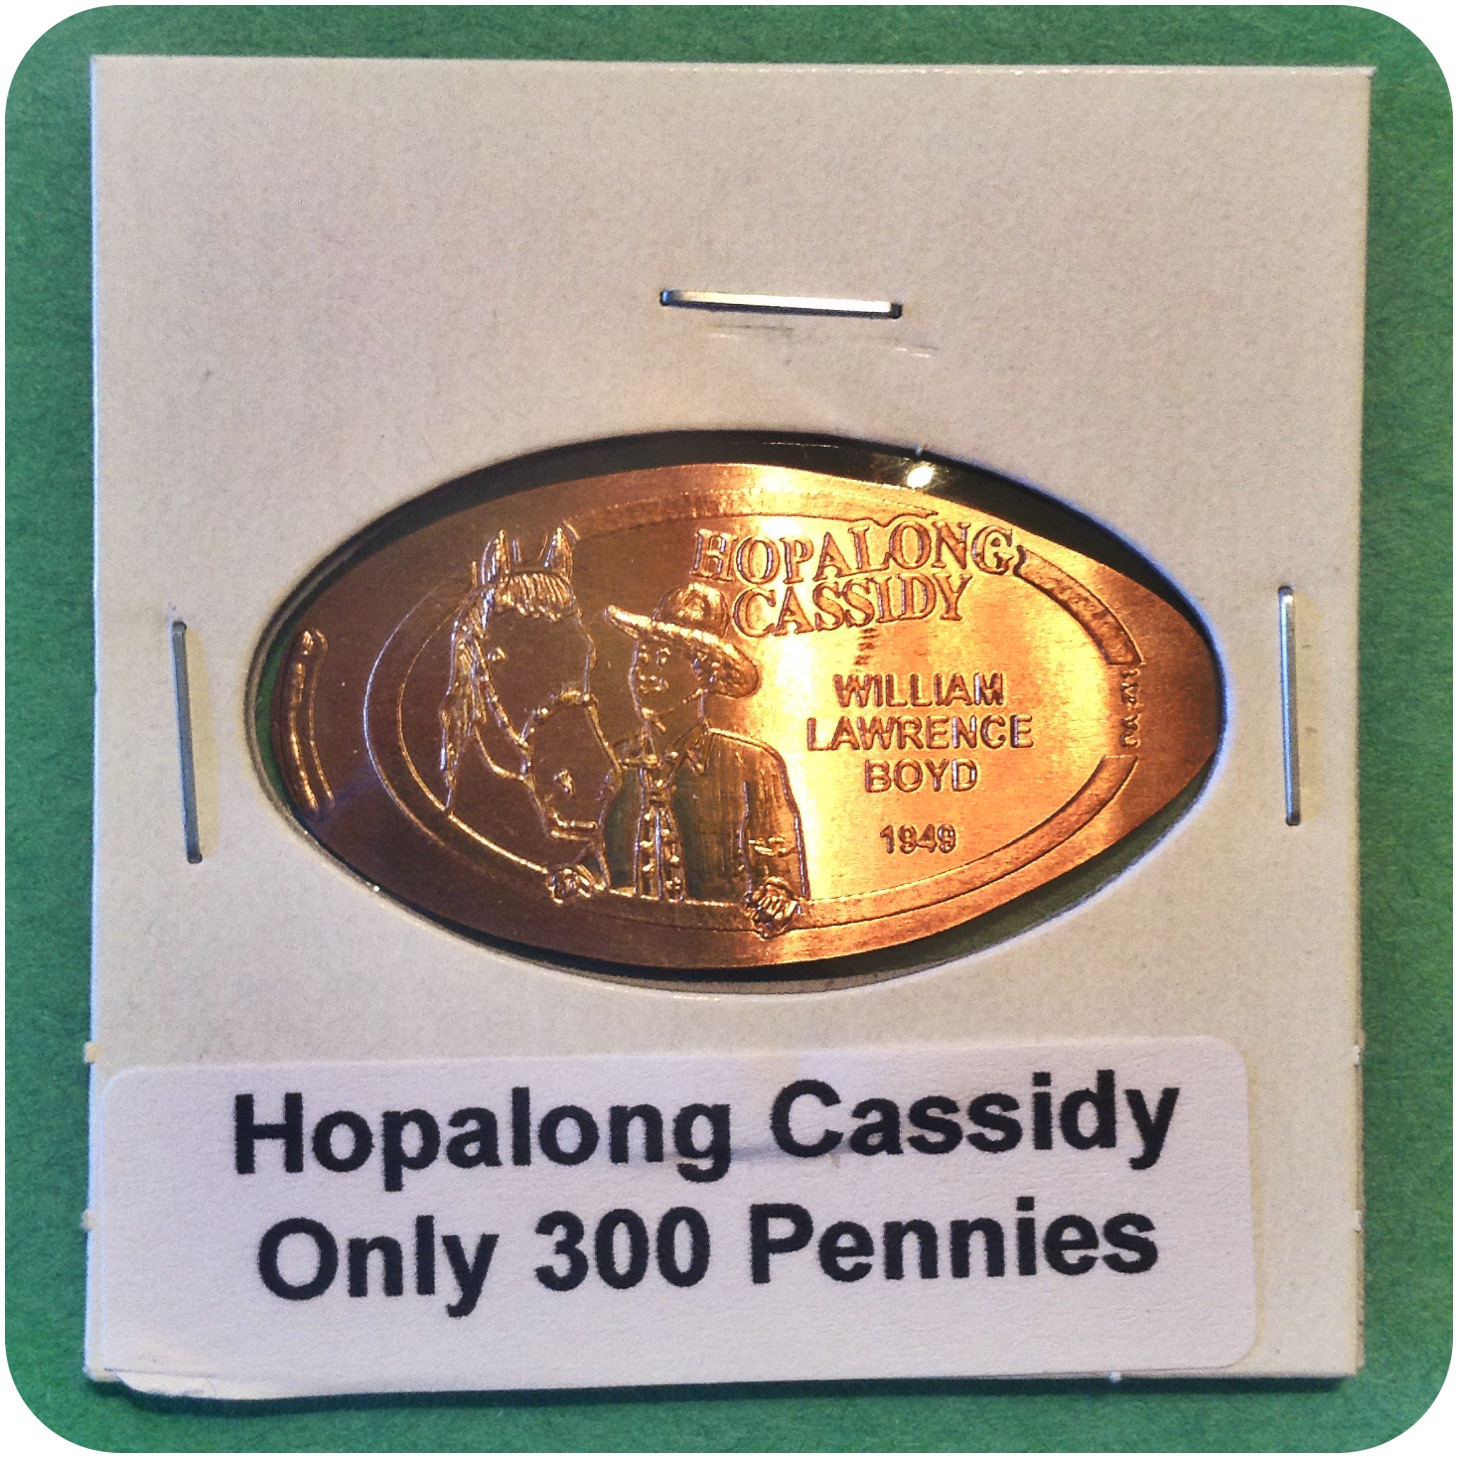 HOPALONG
CASSIDY
WILLIAM
LAWRENCE
BOYD
1949
Hopalong Cassidy
Only 300 Pennies